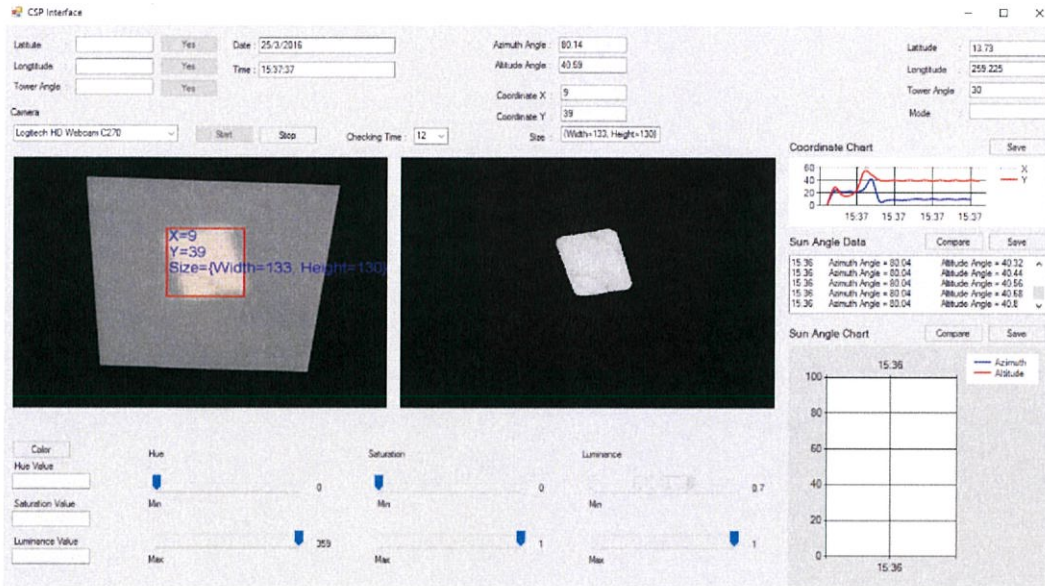 CSP Interface
Latitude : Yes Date : 25/3/2016 Azimuth Angle : 80.14 Latitude : 13.73
Longtitude : Yes Time : 15:37:37 Altitude Angle : 40.59 Longtitude : 259.225
Tower Angle : Yes Coordinate X : 9 Tower Angle 30
Camera Coordinate Y : 39 Mode :
Logitech HD Webcam C270 Start Stop Checking Time : 12 Size : {Width=133, Height=130}
Coordinate Chart Save
X=9
Y=39
Size={Width=133, Height=130}
60
40
20
0
15:37 15:37 15:37 15:37
X
Y
Sun Angle Data Compare Save
15:36 Azimuth Angle = 80.04 Altitude Angle = 40.32
15:36 Azimuth Angle = 80.04 Altitude Angle = 40.44
15:36 Azimuth Angle = 80.04 Altitude Angle = 40.56
15:36 Azimuth Angle = 80.04 Altitude Angle = 40.68
15:36 Azimuth Angle = 80.04 Altitude Angle = 40.8
Sun Angle Chart Compare Save
15:36
Azimuth
Altitude
100
80
60
40
20
0
15:36
Color
Hue Value
Saturation Value
Luminance Value
Hue Saturation Luminance
0 0 0.7
Min Min Min
359 1 1
Max Max Max